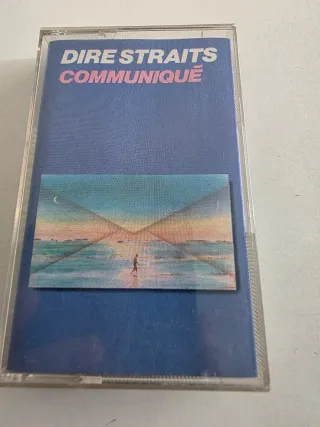 DIRE STRAITS
COMMUNIQUÉ